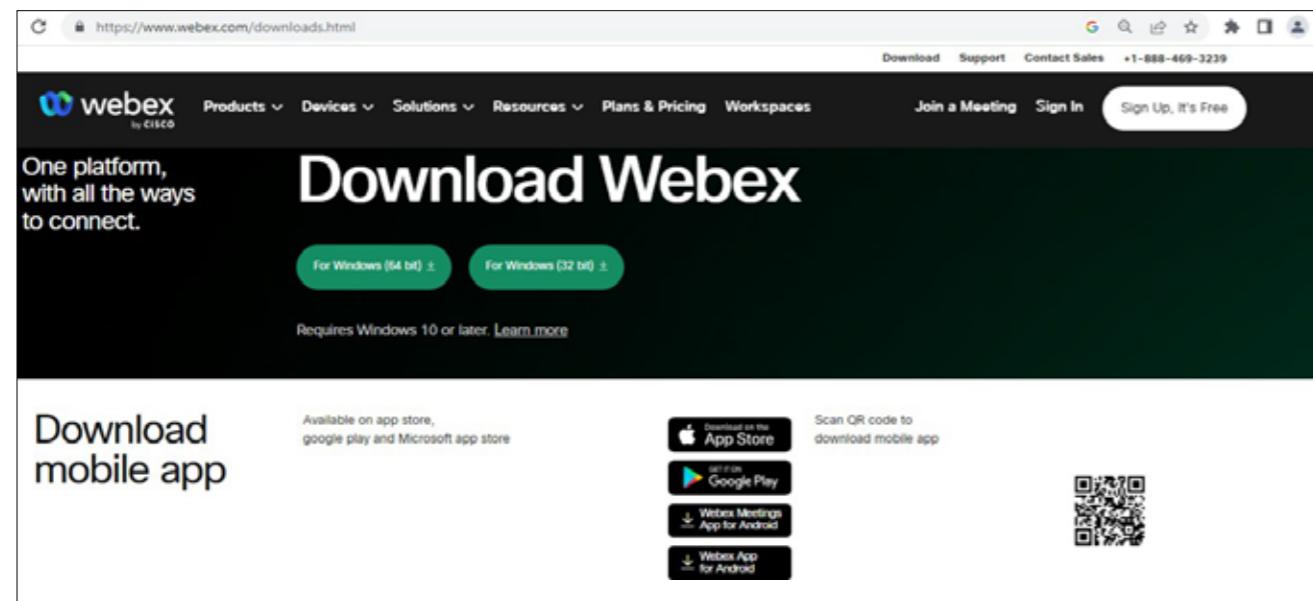 https://www.webex.com/downloads.html
Download Support Contact Sales +1-888-469-3239
webex
by CISCO
Products Devices Solutions Resources Plans & Pricing Workspaces Join a Meeting Sign In Sign Up, It's Free
One platform,
with all the ways
to connect.
Download Webex
For Windows (64 bit) For Windows (32 bit)
Requires Windows 10 or later. Learn more
Download
mobile app
Available on app store,
google play and Microsoft app store
Download on the
App Store
GET IT ON
Google Play
Webex Meetings
App for Android
Webex App
for Android
Scan QR code to
download mobile app